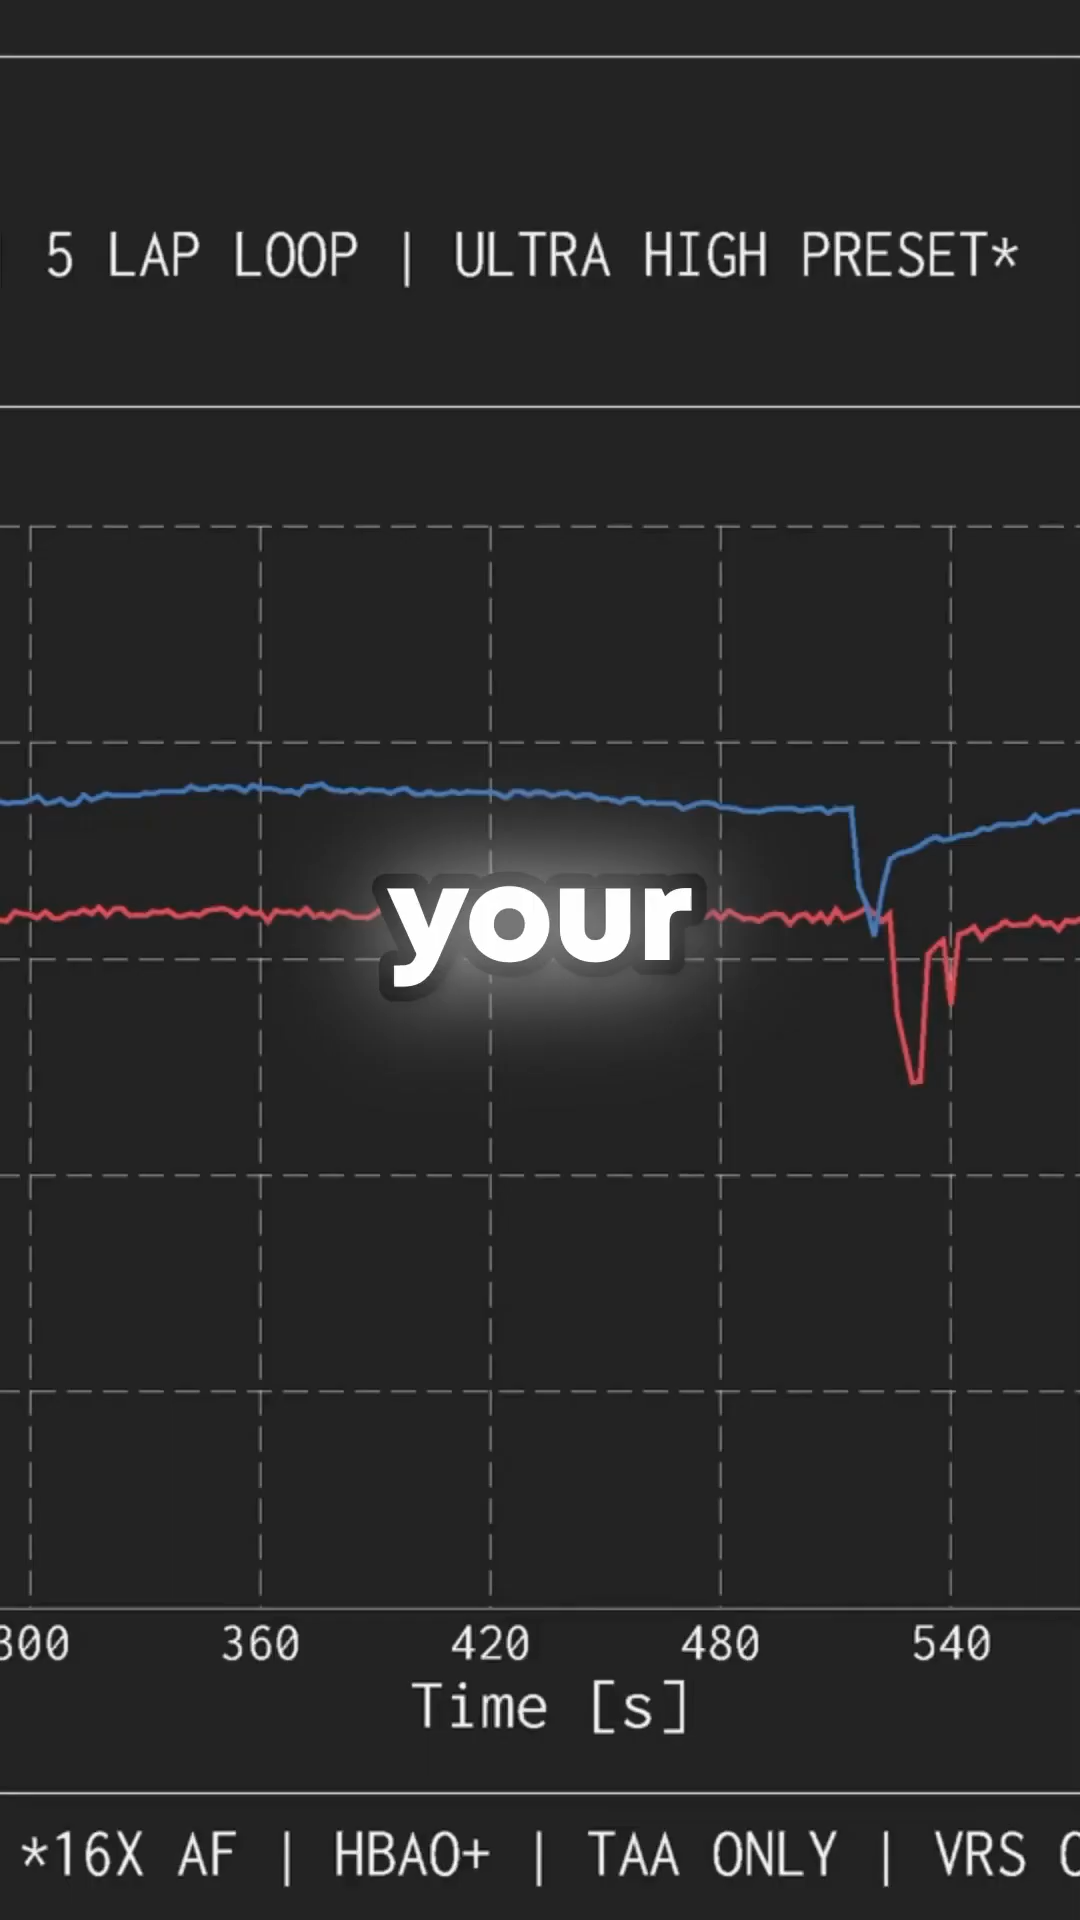 5 LAP LOOP | ULTRA HIGH PRESET*
your
300 360 420 480 540
Time [s]
*16X AF | HBAO+ | TAA ONLY | VRS